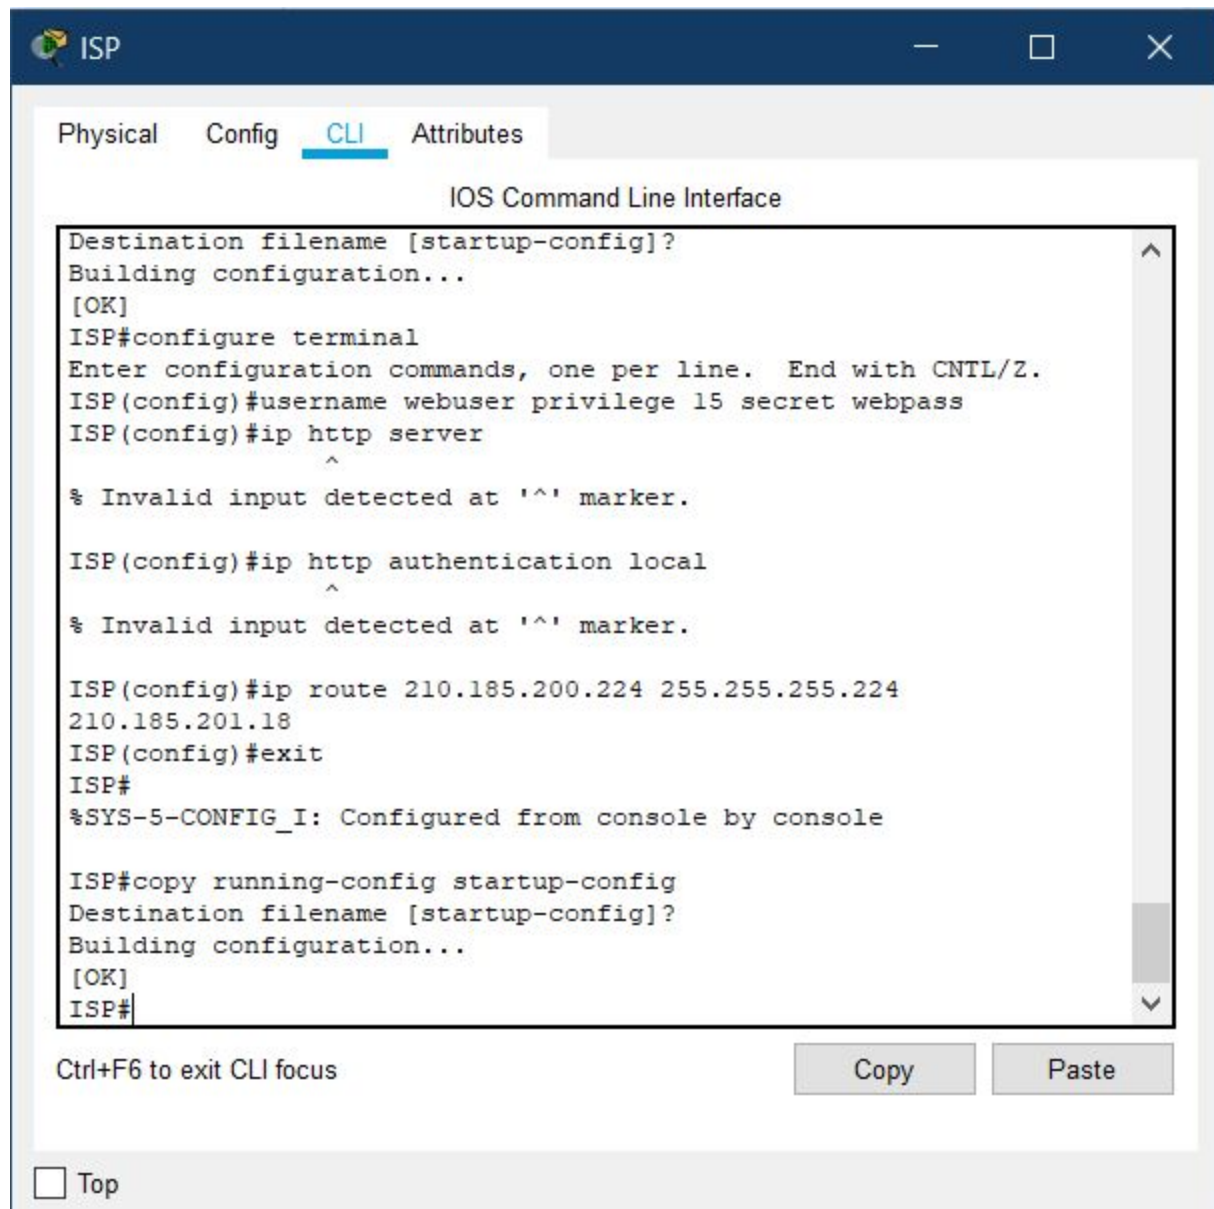 ISP
Physical Config CLI Attributes
IOS Command Line Interface
Destination filename [startup-config]?
Building configuration...
[OK]
ISP#configure terminal
Enter configuration commands, one per line.  End with CNTL/Z.
ISP(config)#username webuser privilege 15 secret webpass
ISP(config)#ip http server
^
% Invalid input detected at '^' marker.
ISP(config)#ip http authentication local
^
% Invalid input detected at '^' marker.
ISP(config)#ip route 210.185.200.224 255.255.255.224
210.185.201.18
ISP(config)#exit
ISP#
%SYS-5-CONFIG_I: Configured from console by console
ISP#copy running-config startup-config
Destination filename [startup-config]?
Building configuration...
[OK]
ISP#
Ctrl+F6 to exit CLI focus
Copy Paste
Top